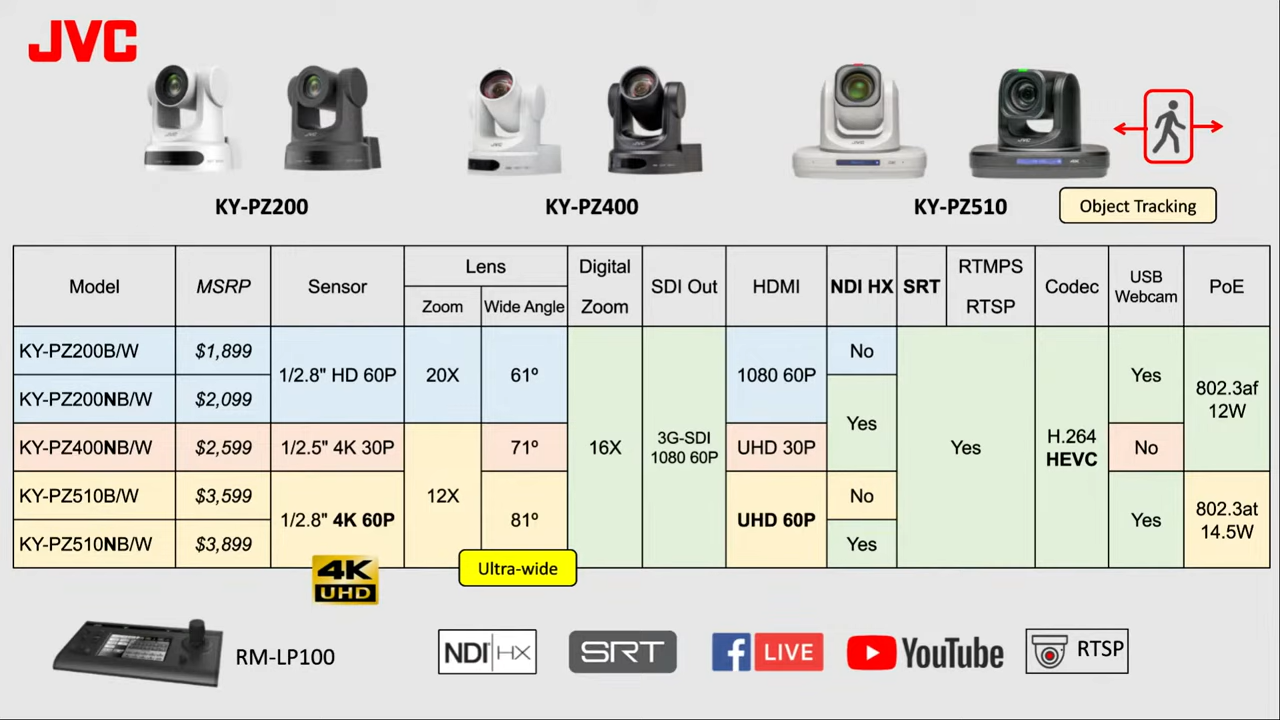 JVC
KY-PZ200
KY-PZ400
KY-PZ510
Object Tracking
Model
MSRP
Sensor
Lens
Zoom
Wide Angle
Digital
Zoom
SDI Out
HDMI
NDI HX
SRT
RTMPS
RTSP
Codec
USB
Webcam
PoE
KY-PZ200B/W
$1,899
1/2.8" HD 60P
20X
61º
16X
3G-SDI
1080 60P
1080 60P
No
Yes
H.264
HEVC
Yes
802.3af
12W
KY-PZ200NB/W
$2,099
Yes
KY-PZ400NB/W
$2,599
1/2.5" 4K 30P
12X
71º
UHD 30P
No
KY-PZ510B/W
$3,599
1/2.8" 4K 60P
81º
UHD 60P
No
Yes
802.3at
14.5W
KY-PZ510NB/W
$3,899
Yes
4K
UHD
Ultra-wide
RM-LP100
NDI HX
SRT
f LIVE
YouTube
RTSP